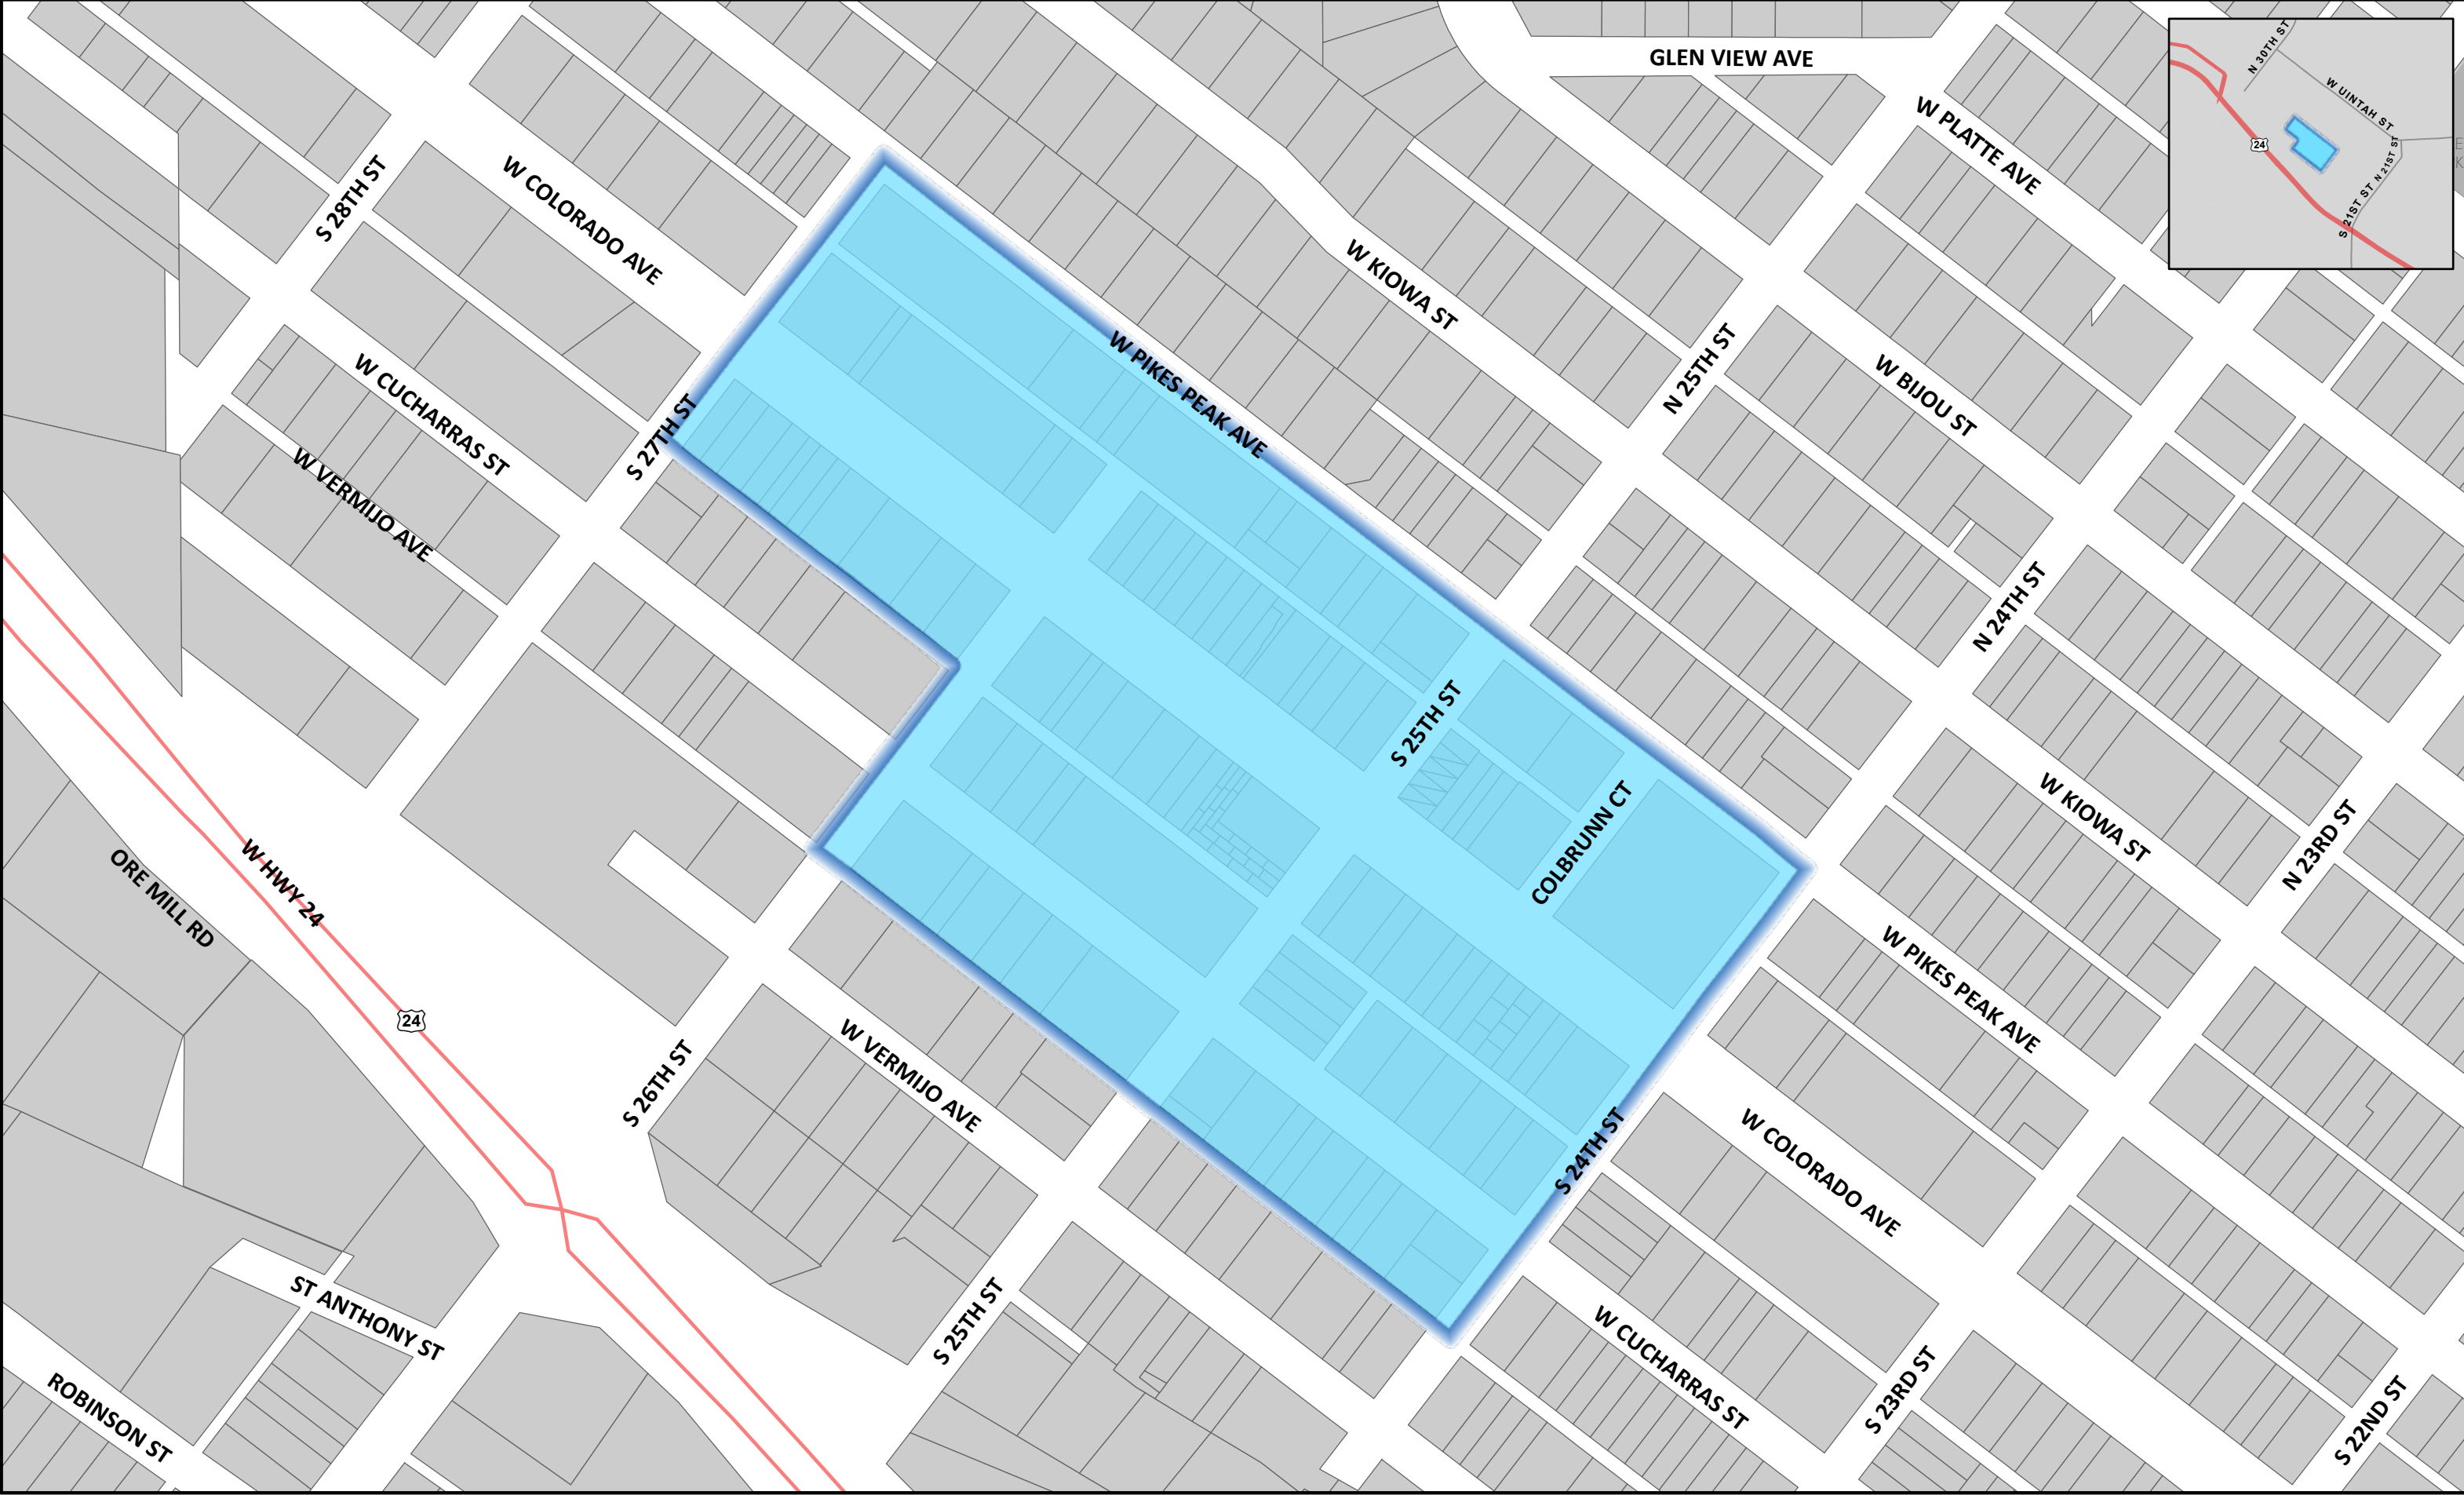 GLEN VIEW AVE
W PLATTE AVE
N 30TH ST
W UINTAH ST
24
S 21ST ST
N 21ST ST
E
K
S 28TH ST
W COLORADO AVE
W KIOWA ST
W PIKES PEAK AVE
N 25TH ST
W BIJOU ST
W CUCHARRAS ST
S 27TH ST
W VERMIJO AVE
N 24TH ST
S 25TH ST
COLBRUNN CT
W KIOWA ST
N 23RD ST
W HWY 24
ORE MILL RD
24
W PIKES PEAK AVE
S 26TH ST
W VERMIJO AVE
S 24TH ST
W COLORADO AVE
ST ANTHONY ST
S 25TH ST
W CUCHARRAS ST
S 23RD ST
S 22ND ST
ROBINSON ST